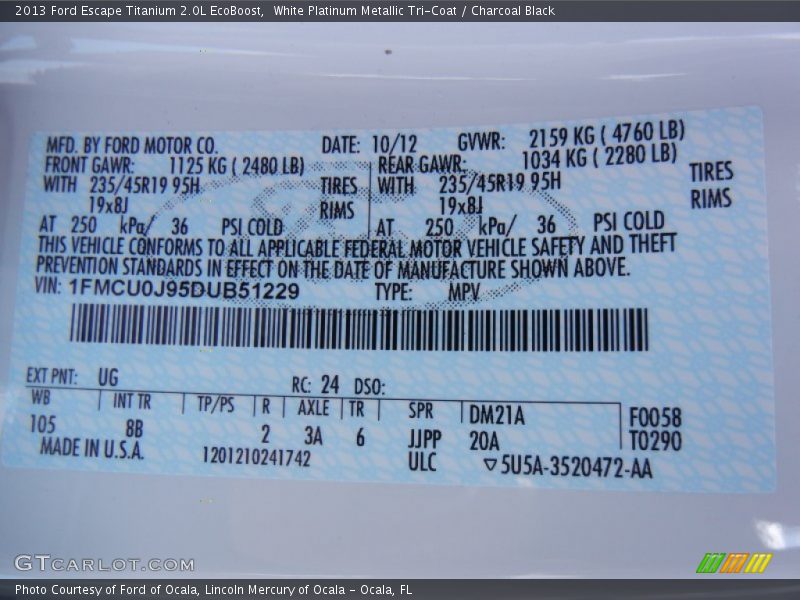 2013 Ford Escape Titanium 2.0L EcoBoost,  White Platinum Metallic Tri-Coat / Charcoal Black
MFD. BY FORD MOTOR CO. DATE: 10/12 GVWR: 2159 KG ( 4760 LB)
FRONT GAWR: 1125 KG ( 2480 LB) REAR GAWR: 1034 KG ( 2280 LB)
WITH 235/45R19 95H TIRES WITH 235/45R19 95H TIRES
19x8J RIMS 19x8J RIMS
AT 250 kPa/ 36 PSI COLD AT 250 kPa/ 36 PSI COLD
THIS VEHICLE CONFORMS TO ALL APPLICABLE FEDERAL MOTOR VEHICLE SAFETY AND THEFT
PREVENTION STANDARDS IN EFFECT ON THE DATE OF MANUFACTURE SHOWN ABOVE.
VIN: 1FMCU0J95DUB51229 TYPE: MPV
EXT PNT: UG RC: 24 DSO:
WB INT TR TP/PS R AXLE TR SPR DM21A F0058
105 8B 2 3A 6 JJPP 20A T0290
MADE IN U.S.A. 1201210241742 ULC ▽5U5A-3520472-AA
GTCARLOT.COM
Photo Courtesy of Ford of Ocala, Lincoln Mercury of Ocala - Ocala, FL